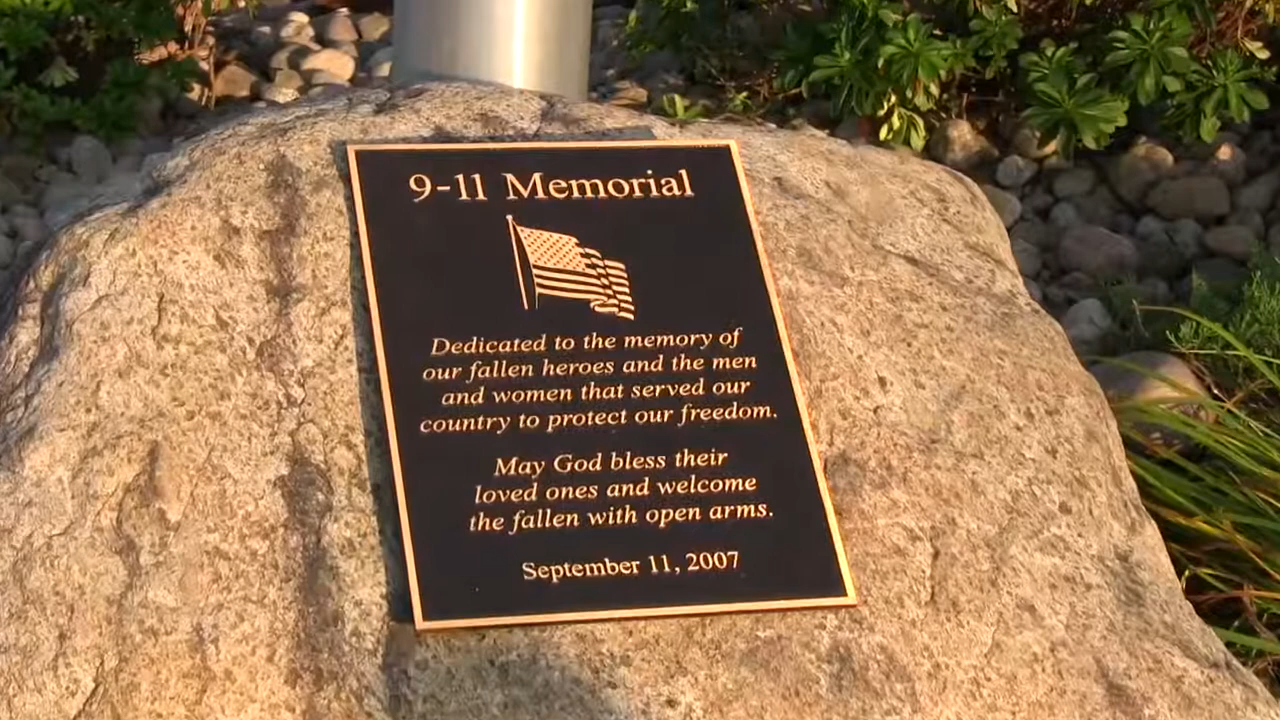 9-11 Memorial
Dedicated to the memory of
our fallen heroes and the men
and women that served our
country to protect our freedom.
May God bless their
loved ones and welcome
the fallen with open arms.
September 11, 2007